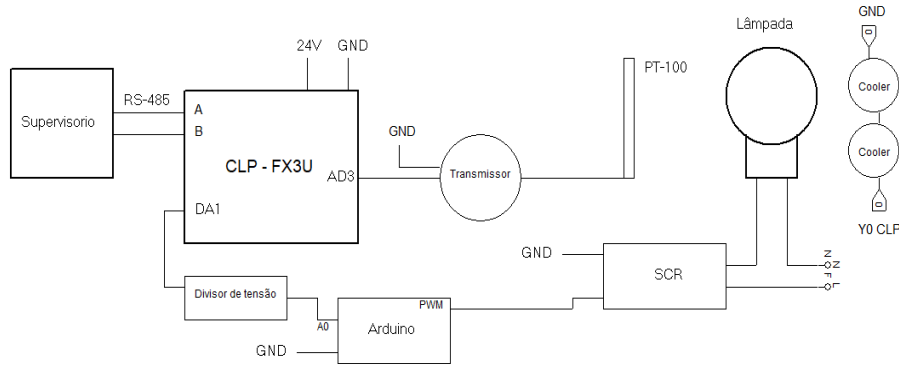 GND
Lâmpada
24V
GND
PT-100
Cooler
RS-485
A
Supervisorio
B
GND
CLP - FX3U
Cooler
AD3
Transmissor
DA1
Y0 CLP
GND
SCR
N
N
F
L
Divisor de tensão
PWM
A0
Arduino
GND